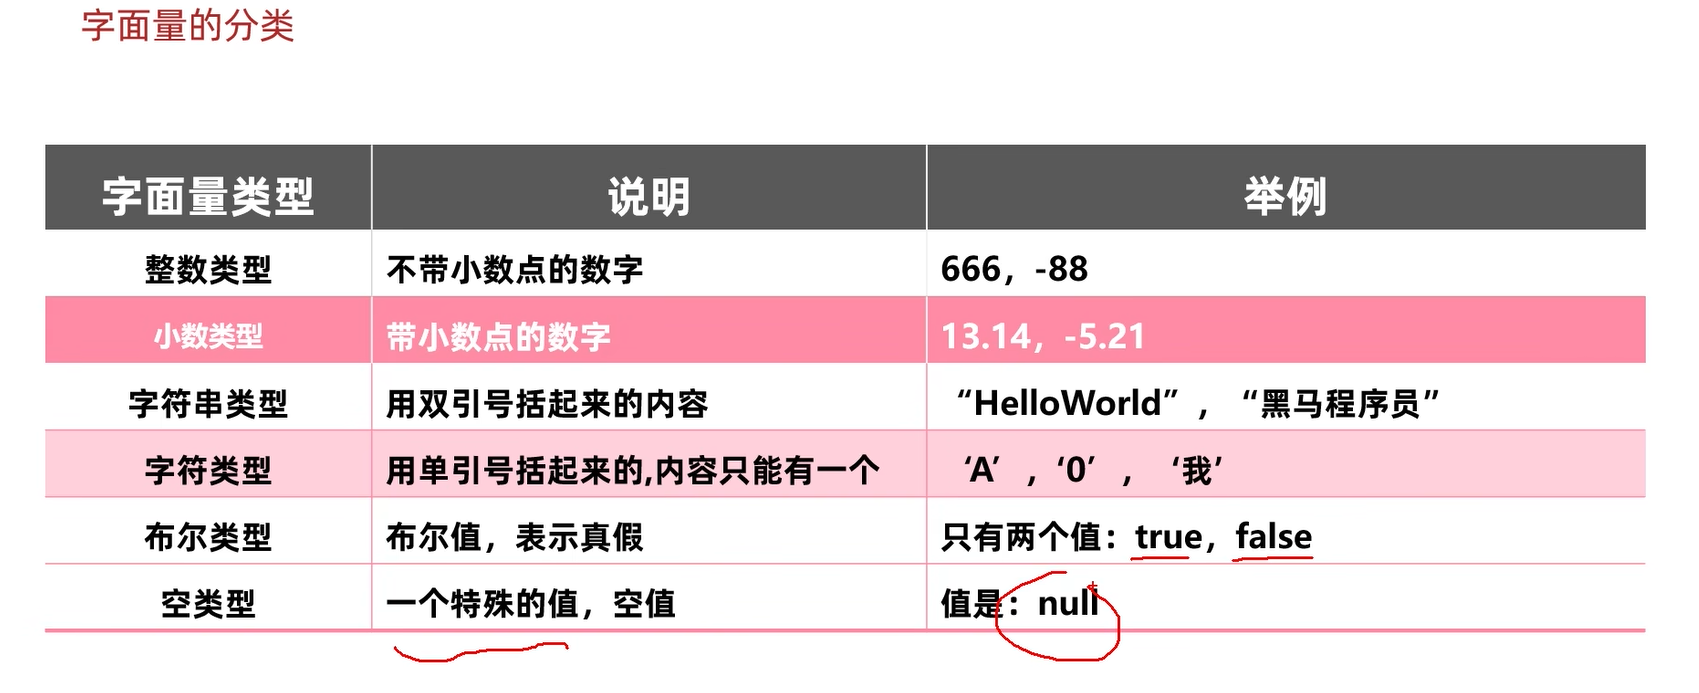 字面量的分类
字面量类型 说明 举例
整数类型 不带小数点的数字 666，-88
小数类型 带小数点的数字 13.14，-5.21
字符串类型 用双引号括起来的内容 “HelloWorld”，“黑马程序员”
字符类型 用单引号括起来的,内容只能有一个 ‘A’，‘0’，‘我’
布尔类型 布尔值，表示真假 只有两个值：true，false
空类型 一个特殊的值，空值 值是：null